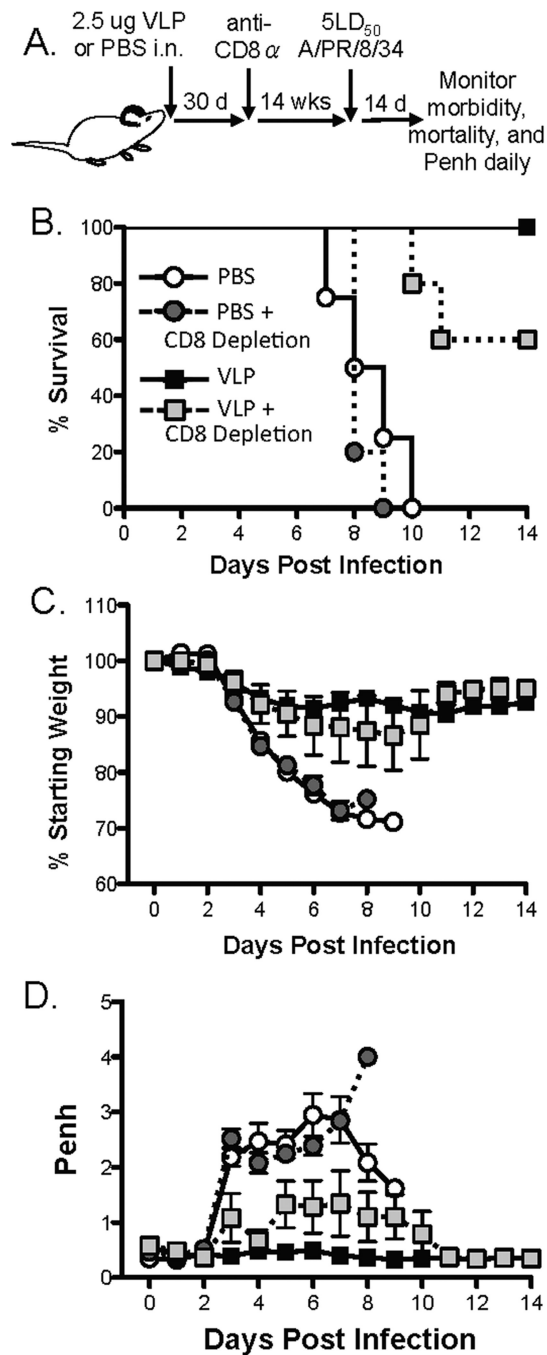 A.
2.5 ug VLP
or PBS i.n.
anti-
CD8 α
5LD50
A/PR/8/34
30 d
14 wks
14 d
Monitor
morbidity,
mortality, and
Penh daily
B.
% Survival
100
80
60
40
20
0
PBS
PBS +
CD8 Depletion
VLP
VLP +
CD8 Depletion
0 2 4 6 8 10 12 14
Days Post Infection
C.
% Starting Weight
110
100
90
80
70
60
0 2 4 6 8 10 12 14
Days Post Infection
D.
Penh
5
4
3
2
1
0
0 2 4 6 8 10 12 14
Days Post Infection